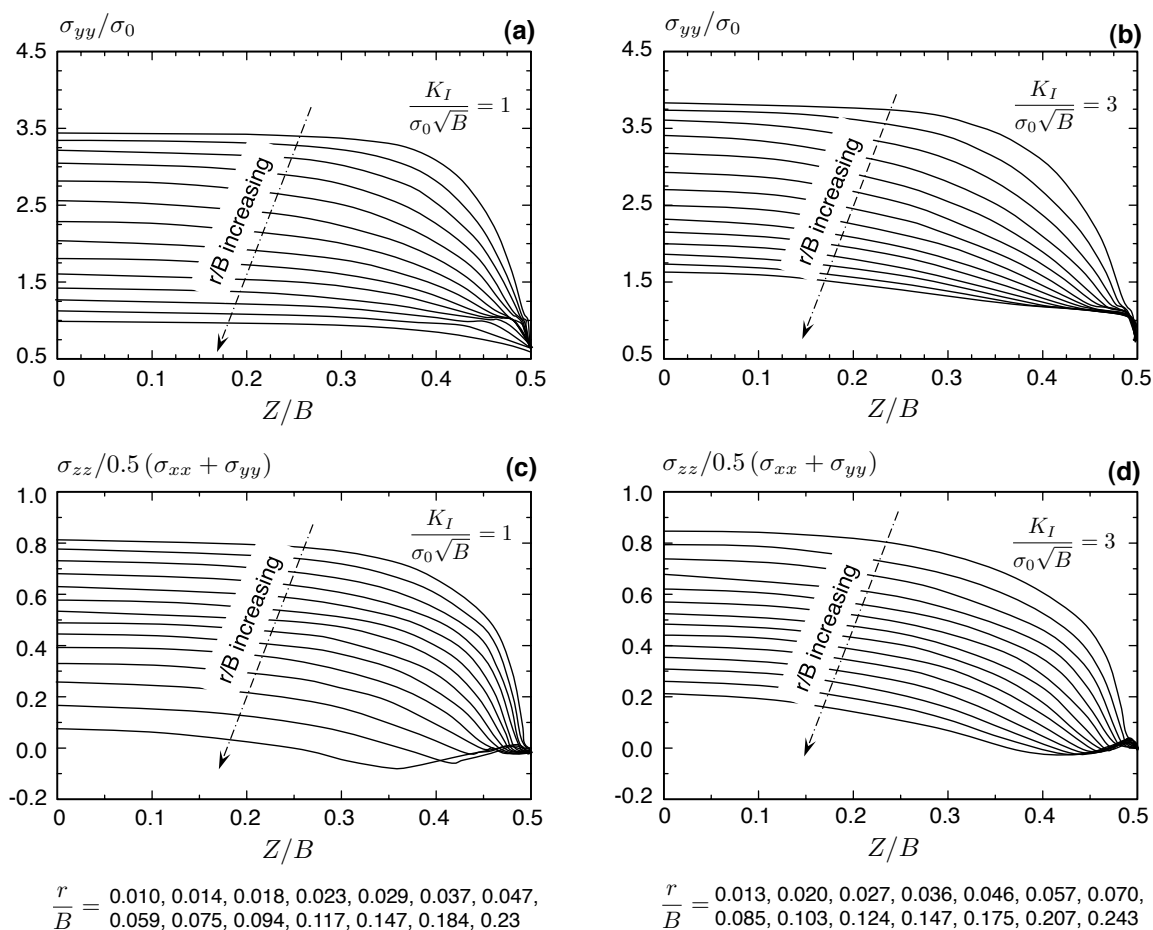 σyy/σ0 (a)
4.5
3.5
2.5
1.5
0.5
K_I/(σ0√B) = 1
r/B increasing
0 0.1 0.2 0.3 0.4 0.5
Z/B
σyy/σ0 (b)
4.5
3.5
2.5
1.5
0.5
K_I/(σ0√B) = 3
r/B increasing
0 0.1 0.2 0.3 0.4 0.5
Z/B
σzz/0.5 (σxx + σyy) (c)
1.0
0.8
0.6
0.4
0.2
0.0
-0.2
K_I/(σ0√B) = 1
r/B increasing
0 0.1 0.2 0.3 0.4 0.5
Z/B
σzz/0.5 (σxx + σyy) (d)
1.0
0.8
0.6
0.4
0.2
0.0
-0.2
K_I/(σ0√B) = 3
r/B increasing
0 0.1 0.2 0.3 0.4 0.5
Z/B
r/B = 0.010, 0.014, 0.018, 0.023, 0.029, 0.037, 0.047,
0.059, 0.075, 0.094, 0.117, 0.147, 0.184, 0.23
r/B = 0.013, 0.020, 0.027, 0.036, 0.046, 0.057, 0.070,
0.085, 0.103, 0.124, 0.147, 0.175, 0.207, 0.243